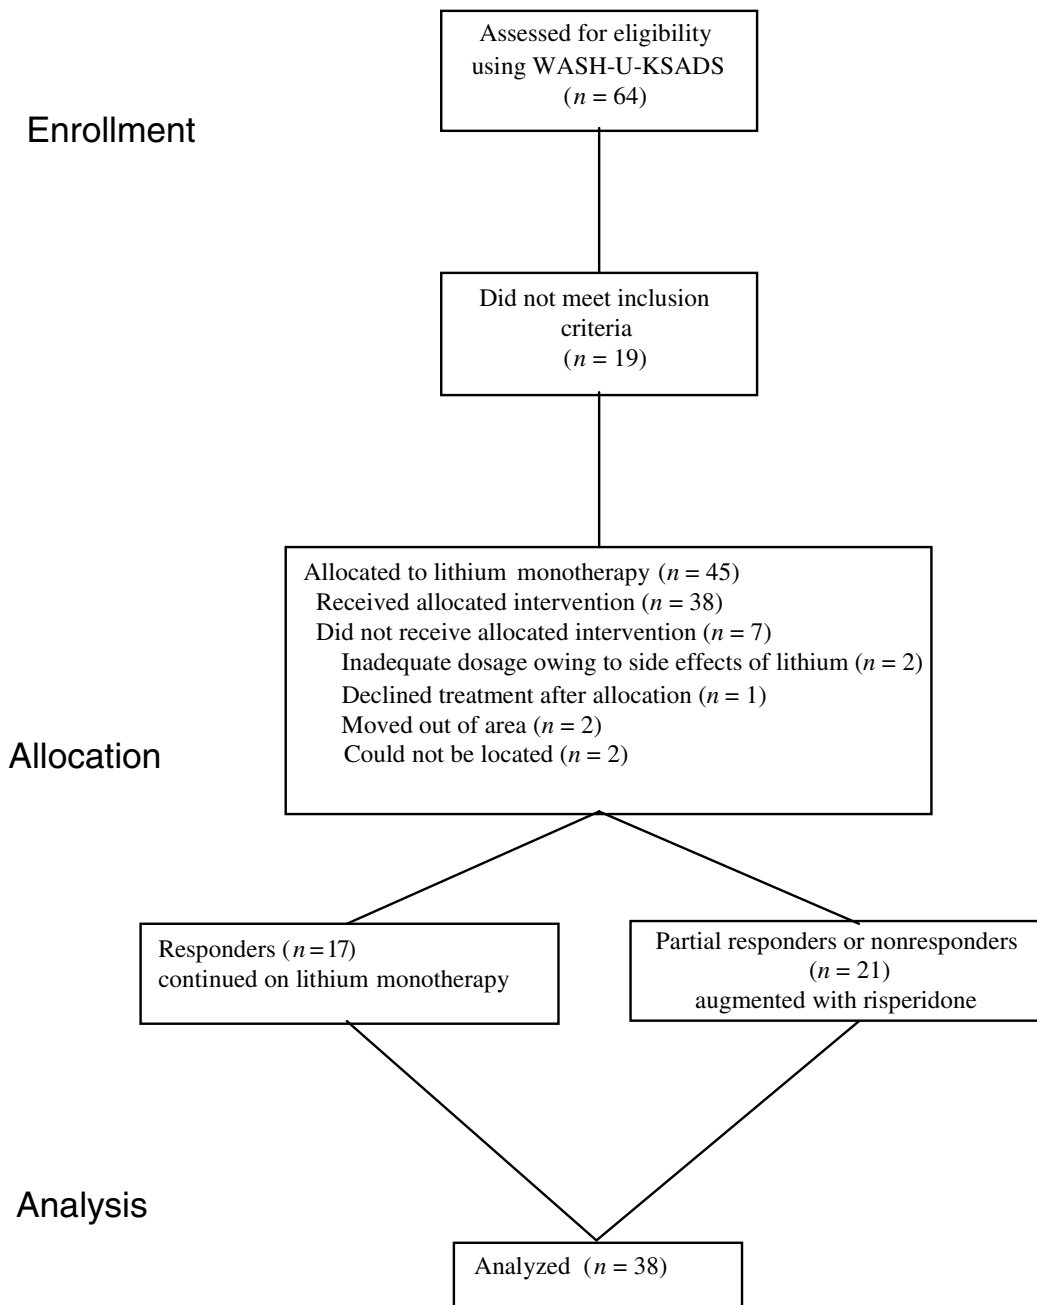 Assessed for eligibility
using WASH-U-KSADS
(n = 64)
Enrollment
Did not meet inclusion
criteria
(n = 19)
Allocated to lithium monotherapy (n = 45)
Received allocated intervention (n = 38)
Did not receive allocated intervention (n = 7)
Inadequate dosage owing to side effects of lithium (n = 2)
Declined treatment after allocation (n = 1)
Moved out of area (n = 2)
Could not be located (n = 2)
Allocation
Responders (n = 17)
continued on lithium monotherapy
Partial responders or nonresponders
(n = 21)
augmented with risperidone
Analysis
Analyzed (n = 38)